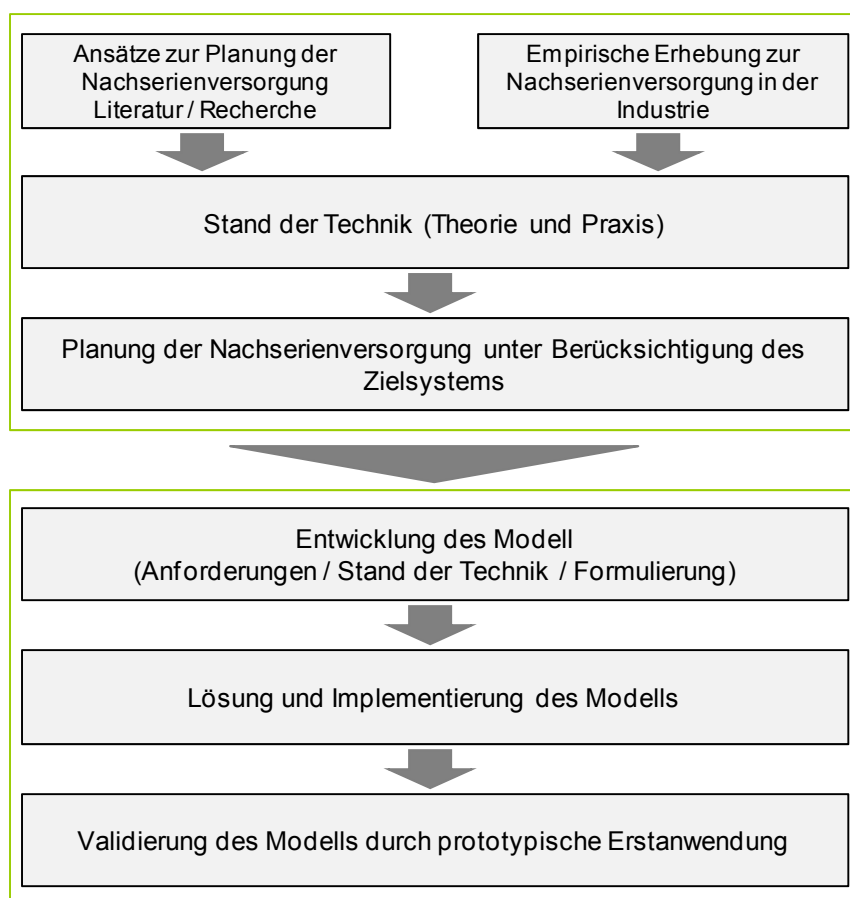 Ansätze zur Planung der
Nachserienversorgung
Literatur / Recherche
Empirische Erhebung zur
Nachserienversorgung in der
Industrie
Stand der Technik (Theorie und Praxis)
Planung der Nachserienversorgung unter Berücksichtigung des
Zielsystems
Entwicklung des Modell
(Anforderungen / Stand der Technik / Formulierung)
Lösung und Implementierung des Modells
Validierung des Modells durch prototypische Erstanwendung